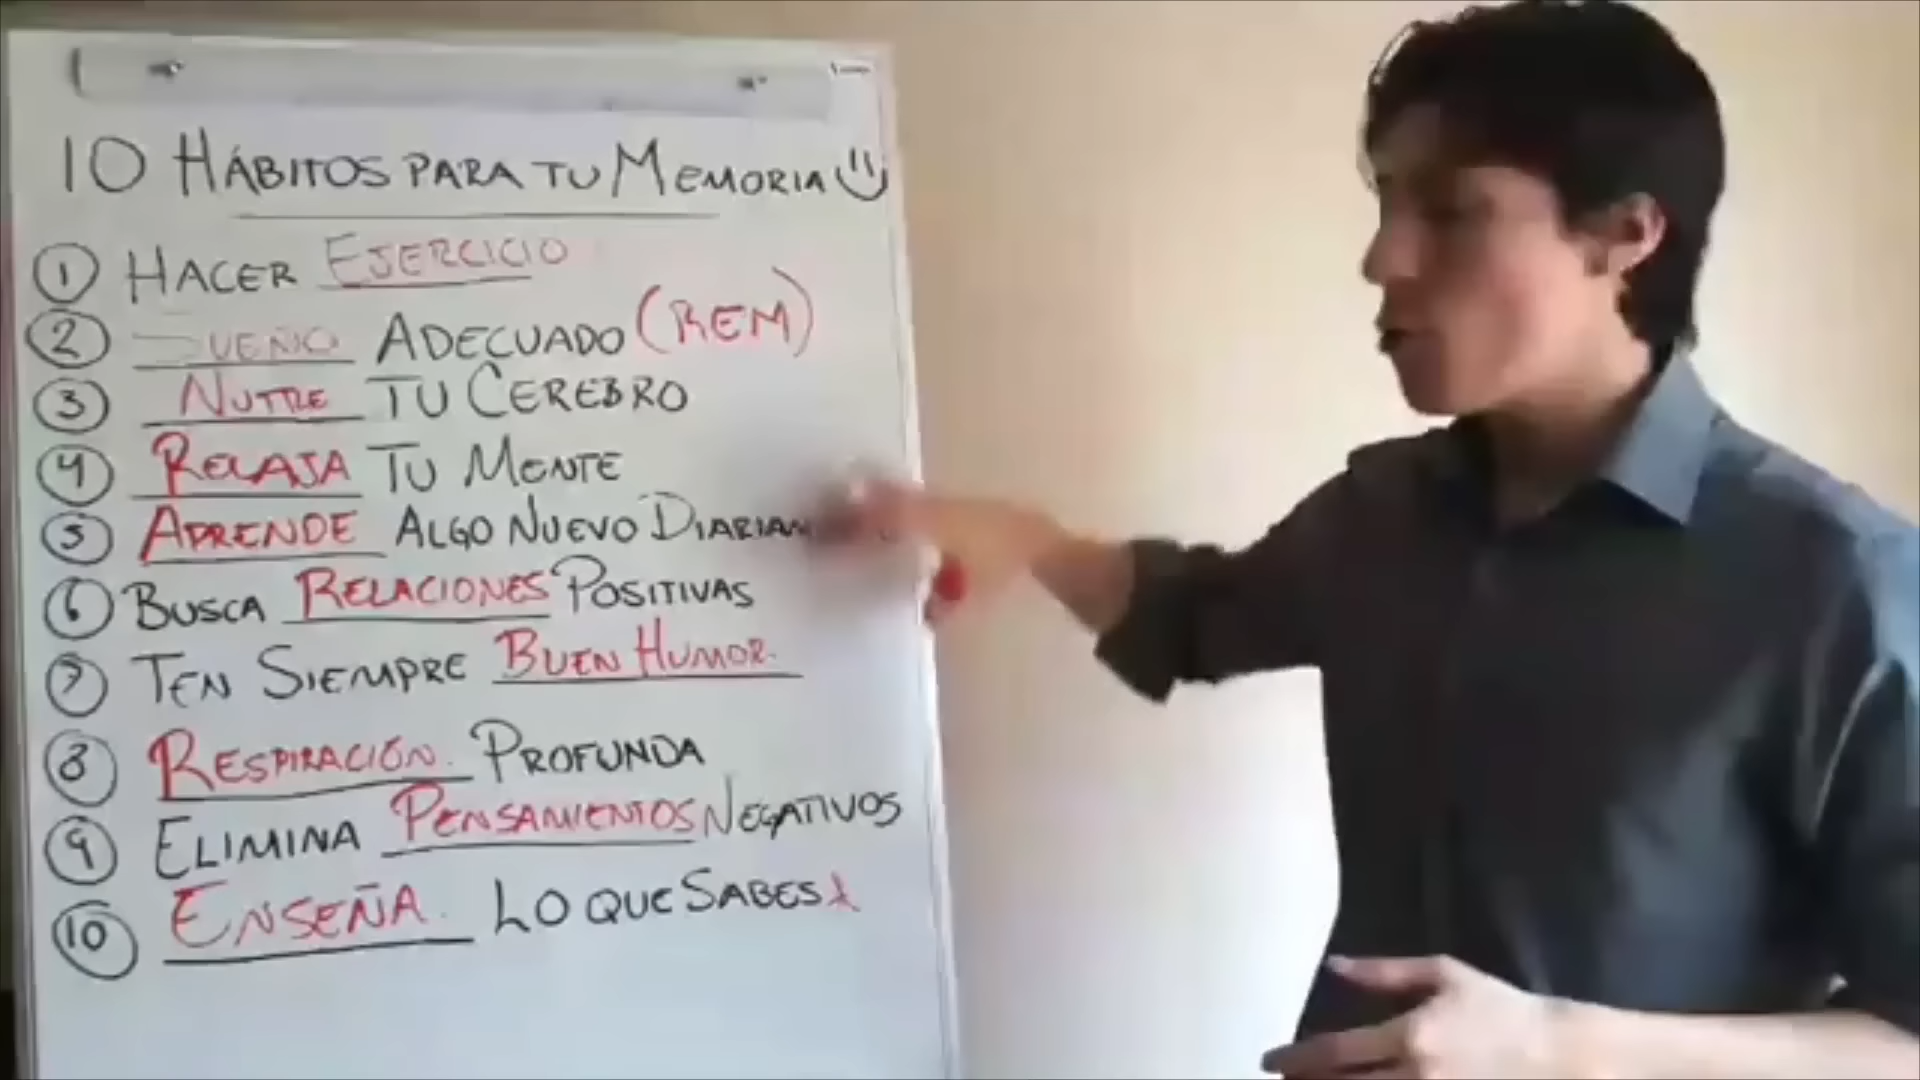 10 HÁBITOS PARA TU MEMORIA
1 HACER EJERCICIO
2 SUEÑO ADECUADO (REM)
3 NUTRE TU CEREBRO
4 RELAJA TU MENTE
5 APRENDE ALGO NUEVO
6 BUSCA RELACIONES POSITIVAS
7 TEN SIEMPRE BUEN HUMOR.
8 RESPIRACIÓN. PROFUNDA
9 ELIMINA PENSAMIENTOS NEGATIVOS
10 ENSEÑA. LO QUE SABES